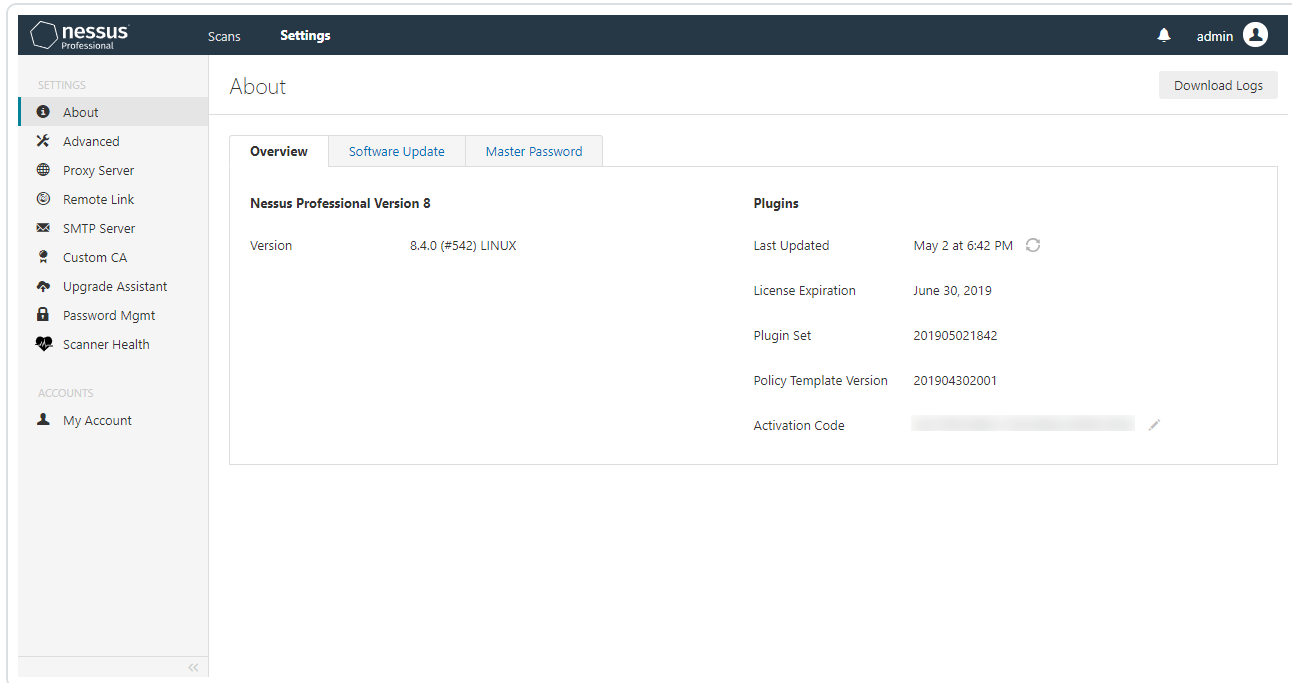 nessus
Professional
Scans
Settings
admin
SETTINGS
About
Advanced
Proxy Server
Remote Link
SMTP Server
Custom CA
Upgrade Assistant
Password Mgmt
Scanner Health
ACCOUNTS
My Account
About
Download Logs
Overview
Software Update
Master Password
Nessus Professional Version 8
Version 8.4.0 (#542) LINUX
Plugins
Last Updated May 2 at 6:42 PM
License Expiration June 30, 2019
Plugin Set 201905021842
Policy Template Version 201904302001
Activation Code